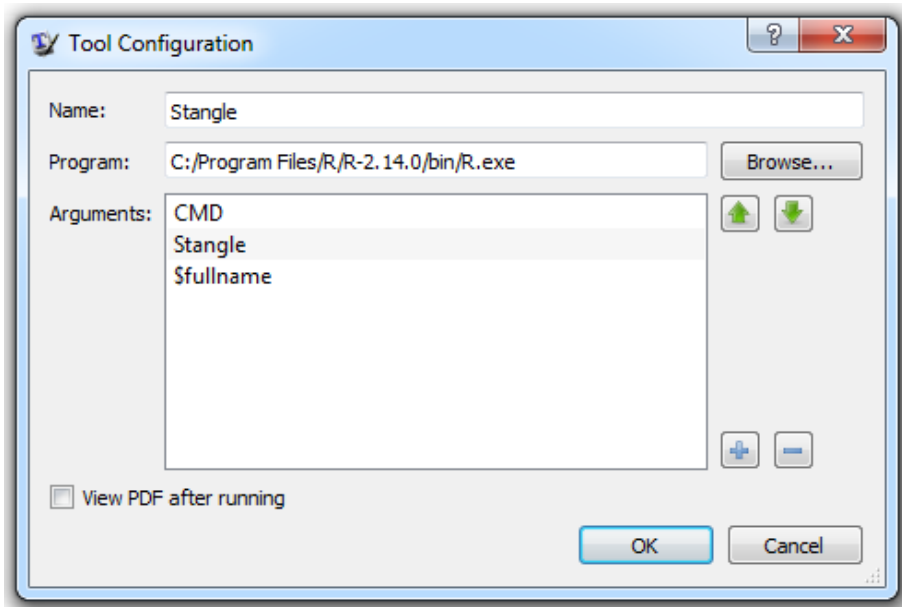 Tool Configuration
Name: Stangle
Program: C:/Program Files/R/R-2.14.0/bin/R.exe Browse...
Arguments: CMD
Stangle
$fullname
View PDF after running
OK Cancel